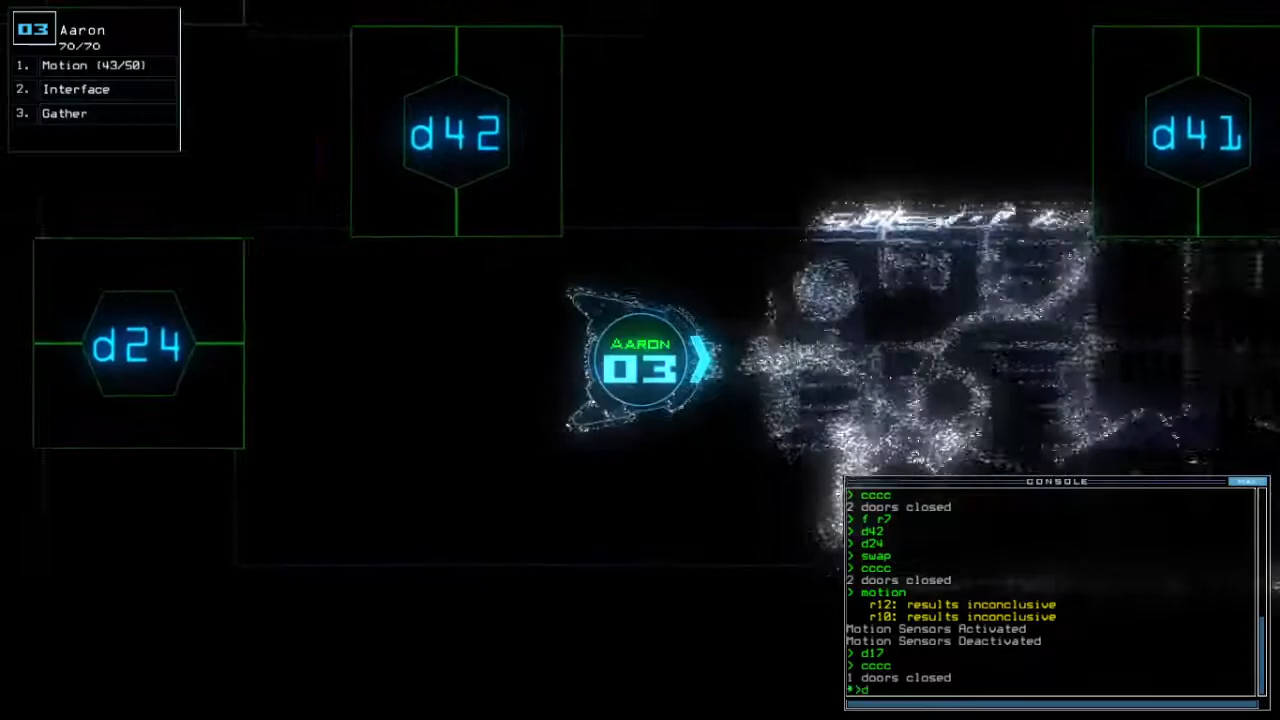 03 Aaron
70/70
1. Motion (43/50)
2. Interface
3. Gather
d42
d41
d24
AARON
03
CONSOLE
> cccc
2 doors closed
> f r7
> d42
> d24
> swap
> cccc
2 doors closed
> motion
r12: results inconclusive
r10: results inconclusive
Motion Sensors Activated
Motion Sensors Deactivated
> d17
> cccc
1 doors closed
*>d